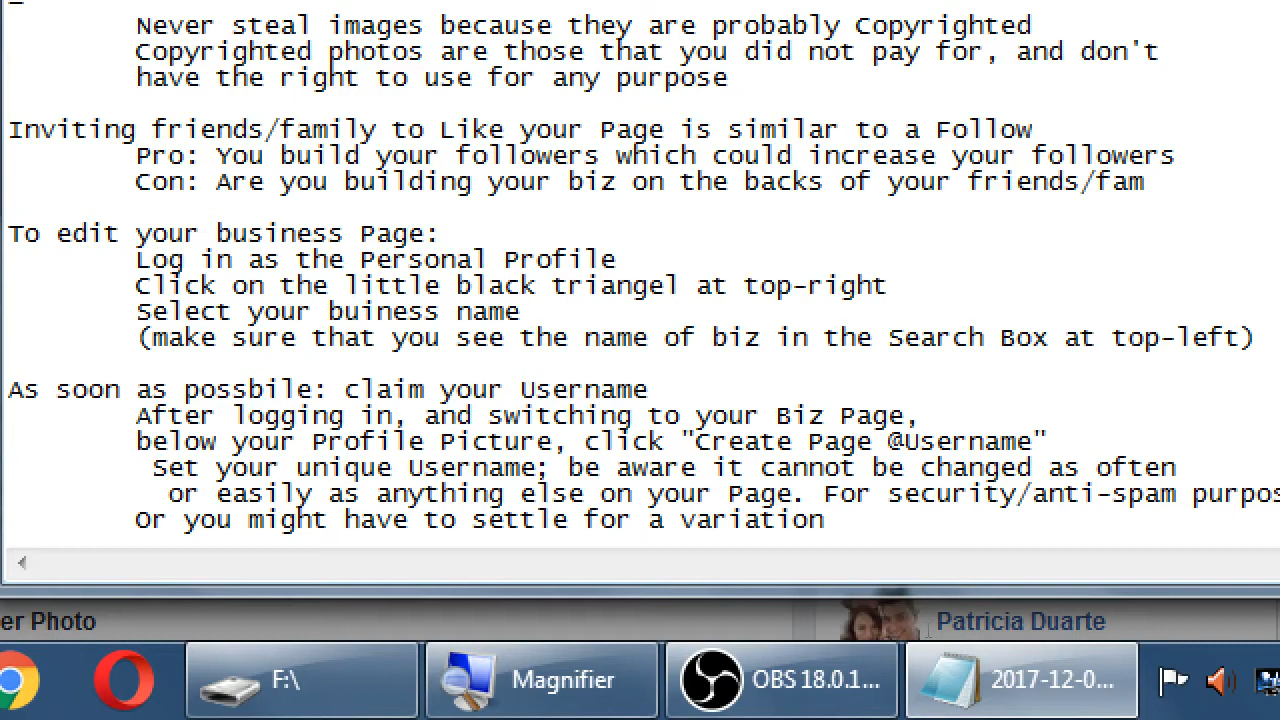 Never steal images because they are probably Copyrighted
Copyrighted photos are those that you did not pay for, and don't
have the right to use for any purpose
Inviting friends/family to Like your Page is similar to a Follow
Pro: You build your followers which could increase your followers
Con: Are you building your biz on the backs of your friends/fam
To edit your business Page:
Log in as the Personal Profile
Click on the little black triangel at top-right
Select your buiness name
(make sure that you see the name of biz in the Search Box at top-left)
As soon as possbile: claim your Username
After logging in, and switching to your Biz Page,
below your Profile Picture, click "Create Page @Username"
Set your unique Username; be aware it cannot be changed as often
or easily as anything else on your Page. For security/anti-spam purpos
Or you might have to settle for a variation
er Photo
Patricia Duarte
F:\
Magnifier
OBS 18.0.1...
2017-12-0...